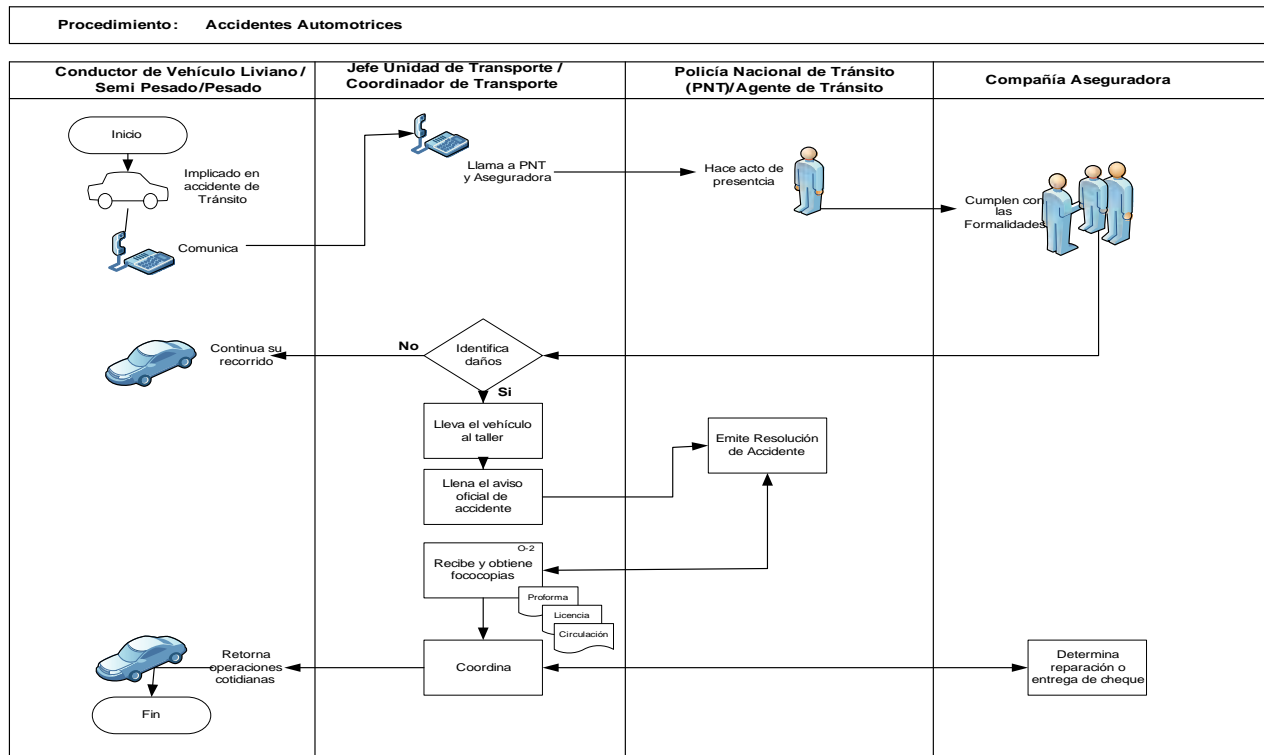 Procedimiento: Accidentes Automotrices
Conductor de Vehículo Liviano/
Semi Pesado/Pesado
Jefe Unidad de Transporte /
Coordinador de Transporte
Policía Nacional de Tránsito
(PNT)/Agente de Tránsito
Compañía Aseguradora
Inicio
Implicado en
accidente de
Tránsito
Comunica
Llama a PNT
y Aseguradora
Hace acto de
presentcia
Cumplen con
las
Formalidades
Continua su
recorrido
No
Identifica
daños
Si
Lleva el vehículo
al taller
Llena el aviso
oficial de
accidente
Emite Resolución
de Accidente
O-2
Recibe y obtiene
fococopias
Proforma
Licencia
Circulación
Retorna
operaciones
cotidianas
Coordina
Determina
reparación o
entrega de cheque
Fin